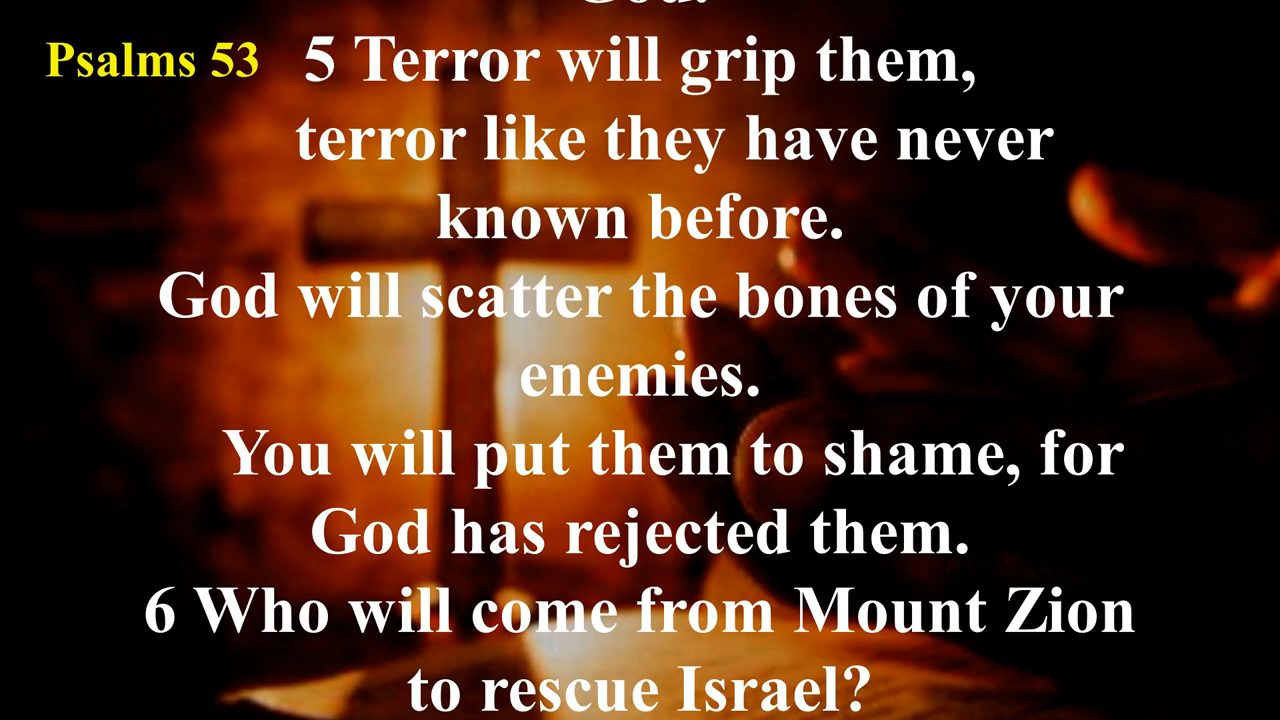 God.
Psalms 53
5 Terror will grip them,
terror like they have never
known before.
God will scatter the bones of your
enemies.
You will put them to shame, for
God has rejected them.
6 Who will come from Mount Zion
to rescue Israel?